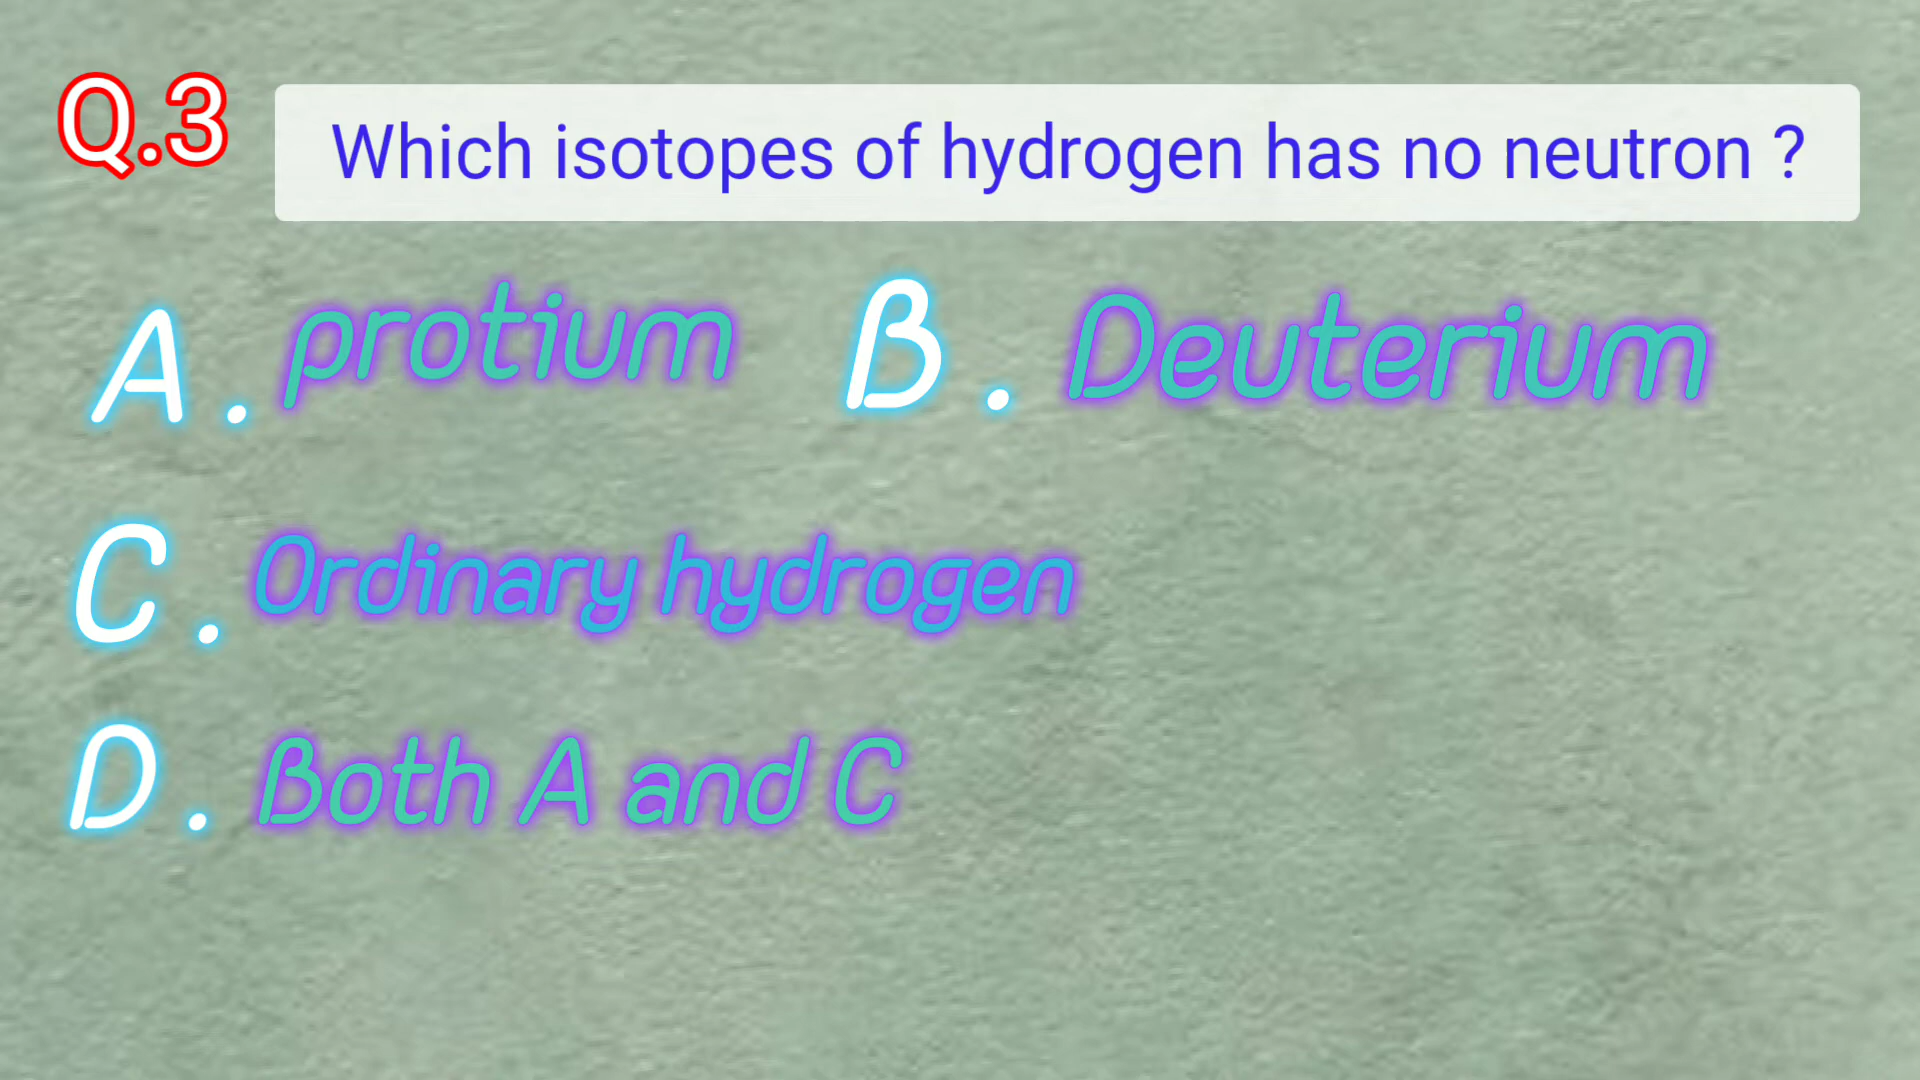 Q.3 Which isotopes of hydrogen has no neutron ?
A . protium B . Deuterium
C . Ordinary hydrogen
D . Both A and C